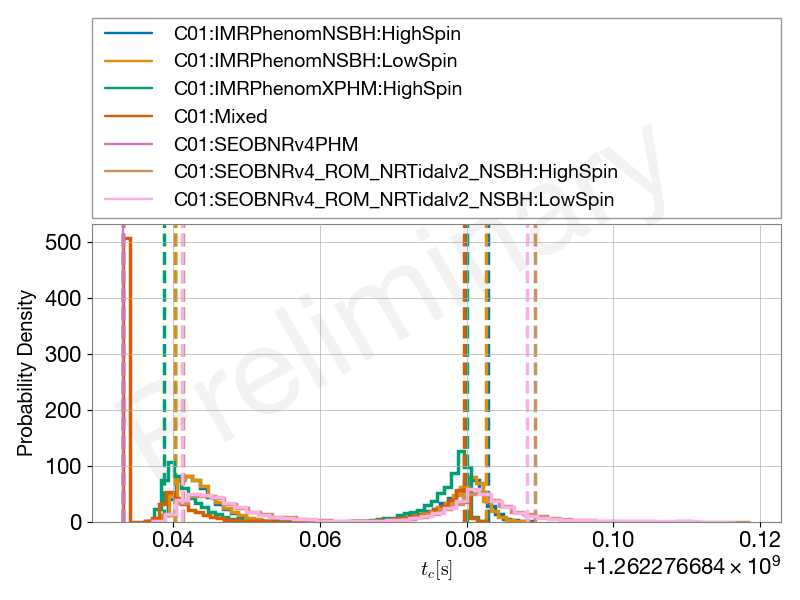 C01:IMRPhenomNSBH:HighSpin
C01:IMRPhenomNSBH:LowSpin
C01:IMRPhenomXPHM:HighSpin
C01:Mixed
C01:SEOBNRv4PHM
C01:SEOBNRv4_ROM_NRTidalv2_NSBH:HighSpin
C01:SEOBNRv4_ROM_NRTidalv2_NSBH:LowSpin
Preliminary
500
400
300
200
100
0
Probability Density
0.04 0.06 0.08 0.10 0.12
t_c[s]
+1.262276684 × 10^9